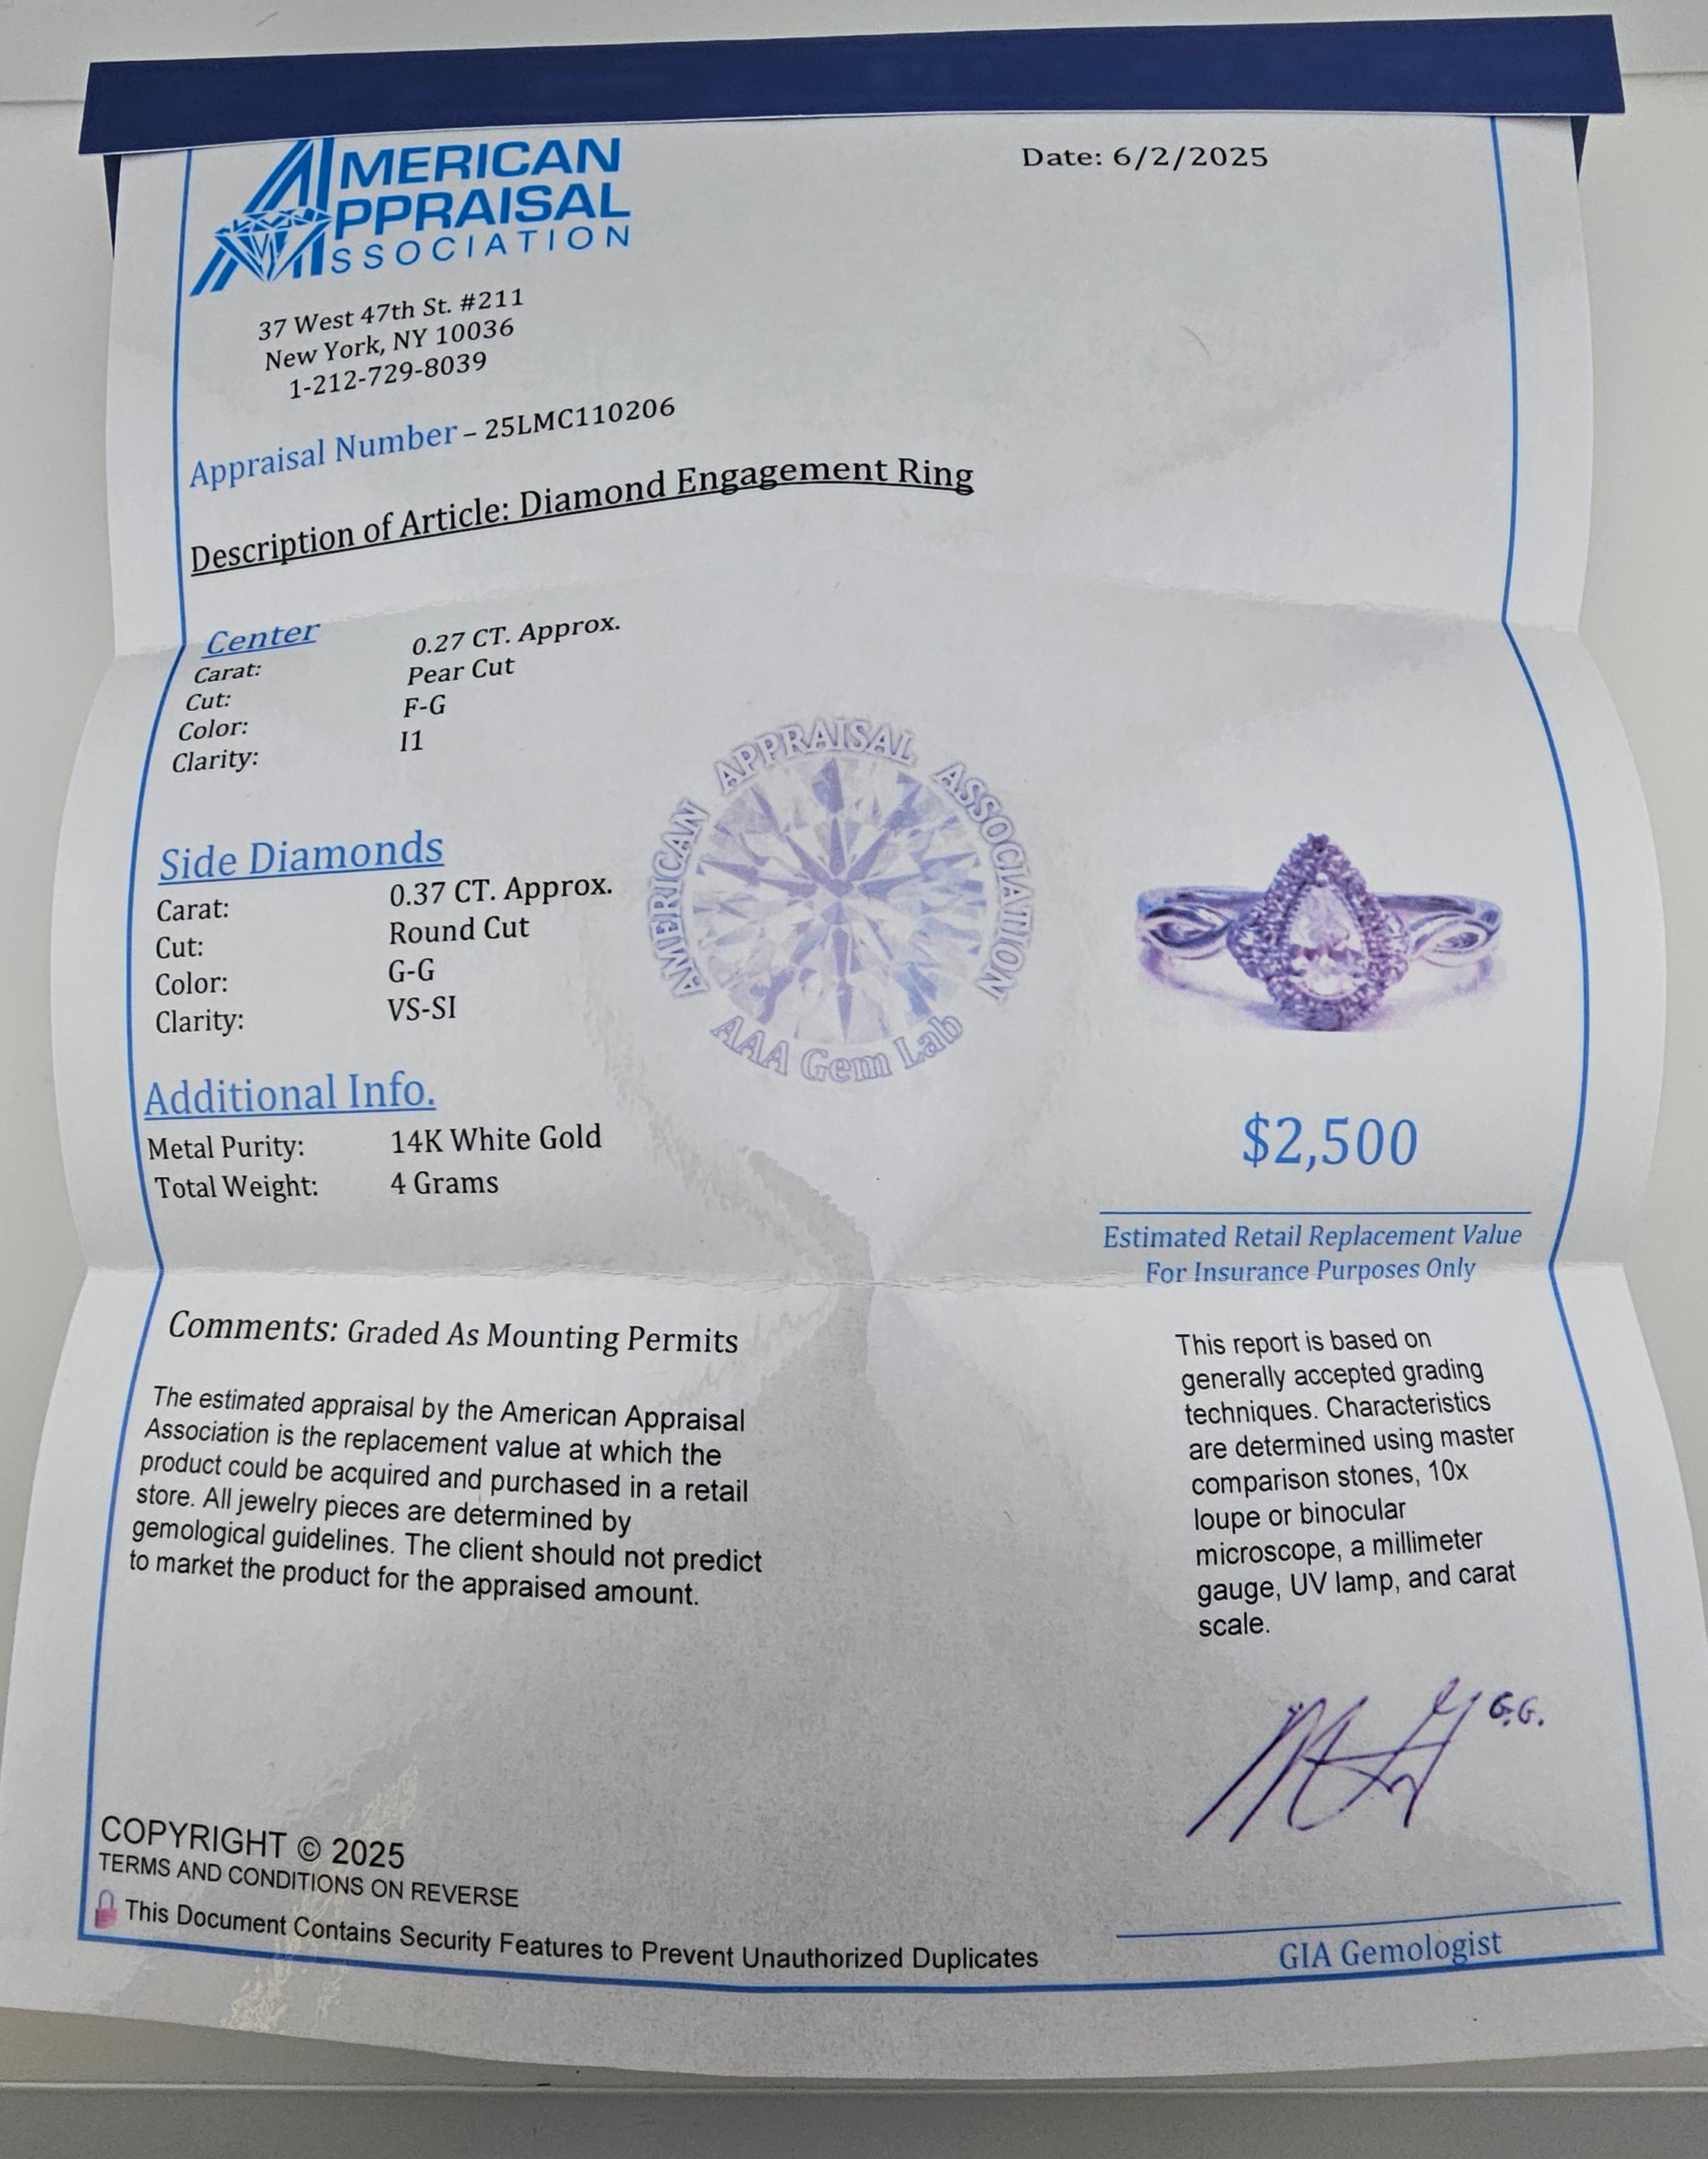 AMERICAN
APPRAISAL
ASSOCIATION
Date: 6/2/2025
37 West 47th St. #211
New York, NY 10036
1-212-729-8039
Appraisal Number – 25LMC110206
Description of Article: Diamond Engagement Ring
Center
Carat: 0.27 CT. Approx.
Cut: Pear Cut
Color: F-G
Clarity: I1
Side Diamonds
Carat: 0.37 CT. Approx.
Cut: Round Cut
Color: G-G
Clarity: VS-SI
Additional Info.
Metal Purity: 14K White Gold
Total Weight: 4 Grams
AMERICAN APPRAISAL ASSOCIATION
AAA Gem Lab
$2,500
Estimated Retail Replacement Value
For Insurance Purposes Only
Comments: Graded As Mounting Permits
The estimated appraisal by the American Appraisal
Association is the replacement value at which the
product could be acquired and purchased in a retail
store. All jewelry pieces are determined by
gemological guidelines. The client should not predict
to market the product for the appraised amount.
This report is based on
generally accepted grading
techniques. Characteristics
are determined using master
comparison stones, 10x
loupe or binocular
microscope, a millimeter
gauge, UV lamp, and carat
scale.
G.G.
GIA Gemologist
COPYRIGHT © 2025
TERMS AND CONDITIONS ON REVERSE
This Document Contains Security Features to Prevent Unauthorized Duplicates